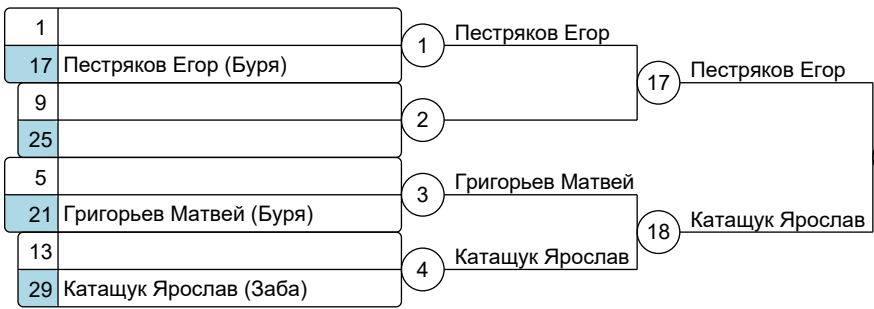 1
17 Пестряков Егор (Буря)
9
25
5
21 Григорьев Матвей (Буря)
13
29 Катащук Ярослав (Заба)
1 Пестряков Егор
2
3 Григорьев Матвей
4 Катащук Ярослав
17 Пестряков Егор
18 Катащук Ярослав